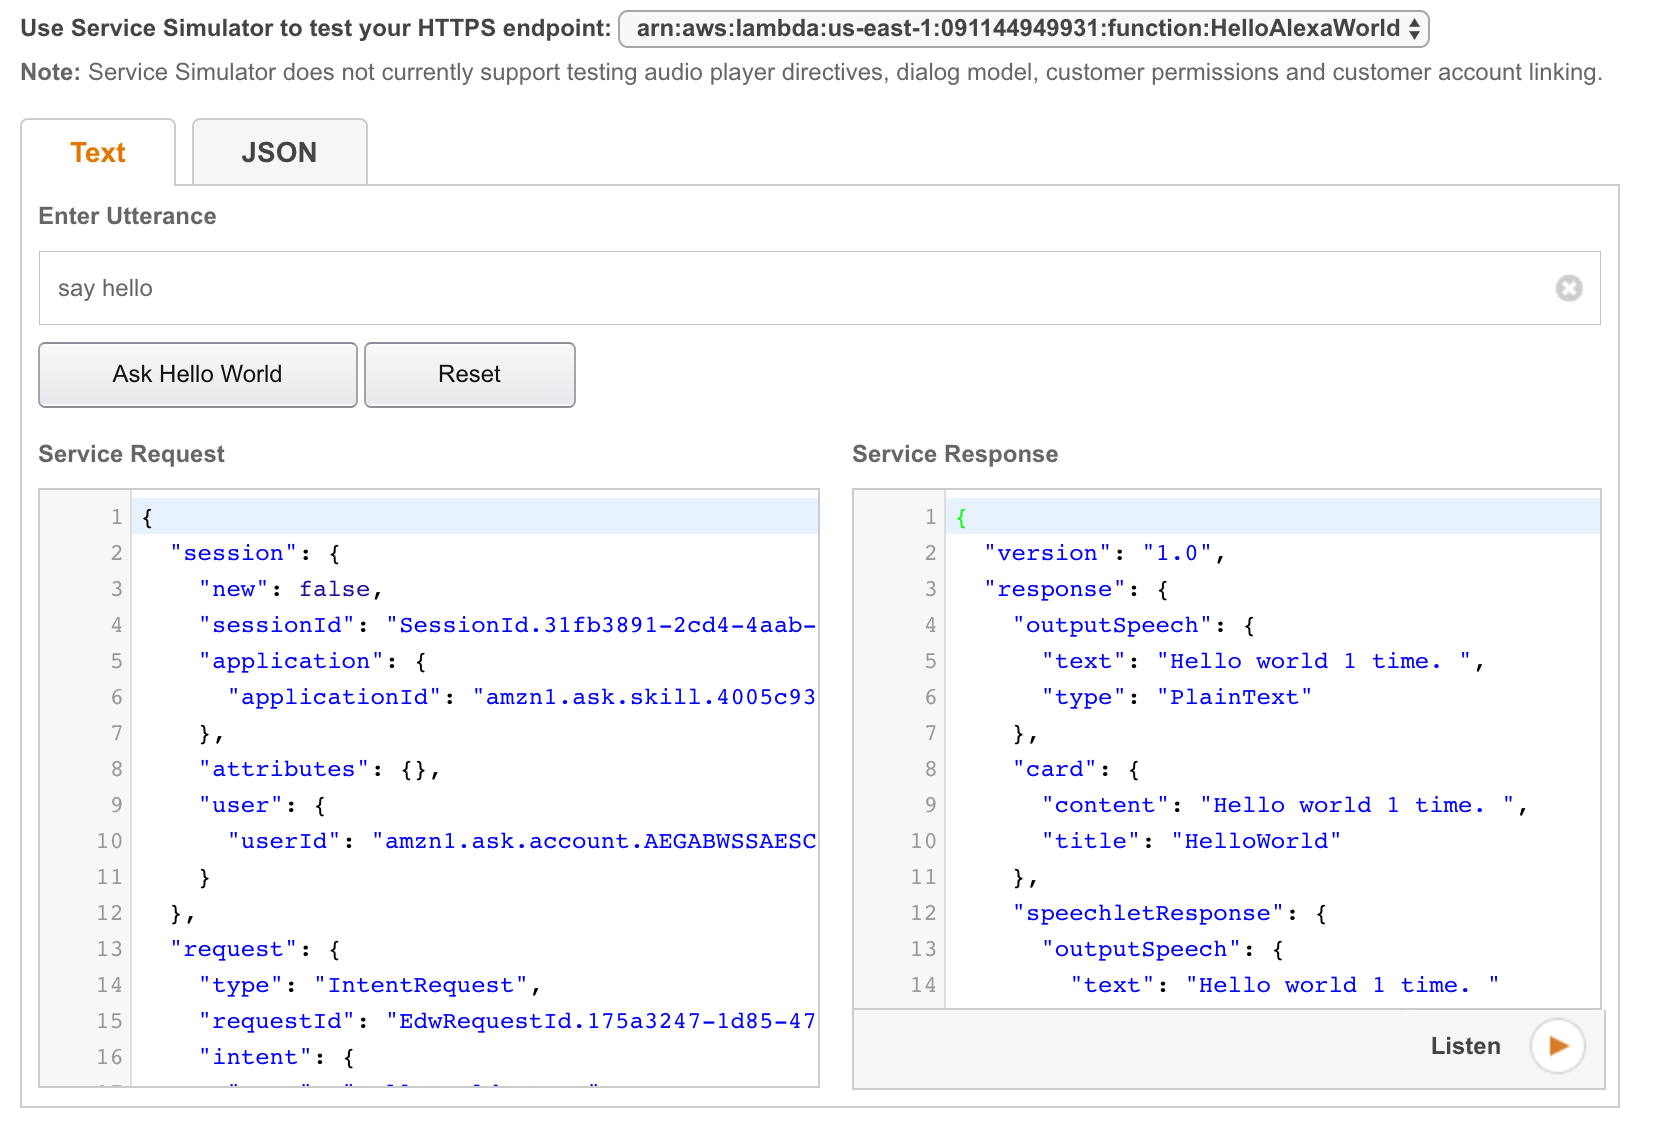 Use Service Simulator to test your HTTPS endpoint: arn:aws:lambda:us-east-1:091144949931:function:HelloAlexaWorld
Note: Service Simulator does not currently support testing audio player directives, dialog model, customer permissions and customer account linking.
Text JSON
Enter Utterance
say hello
Ask Hello World Reset
Service Request
1 {
2 "session": {
3 "new": false,
4 "sessionId": "SessionId.31fb3891-2cd4-4aab-
5 "application": {
6 "applicationId": "amzn1.ask.skill.4005c93
7 },
8 "attributes": {},
9 "user": {
10 "userId": "amzn1.ask.account.AEGABWSSAESC
11 }
12 },
13 "request": {
14 "type": "IntentRequest",
15 "requestId": "EdwRequestId.175a3247-1d85-47
16 "intent": {
Service Response
1 {
2 "version": "1.0",
3 "response": {
4 "outputSpeech": {
5 "text": "Hello world 1 time. ",
6 "type": "PlainText"
7 },
8 "card": {
9 "content": "Hello world 1 time. ",
10 "title": "HelloWorld"
11 },
12 "speechletResponse": {
13 "outputSpeech": {
14 "text": "Hello world 1 time. "
Listen